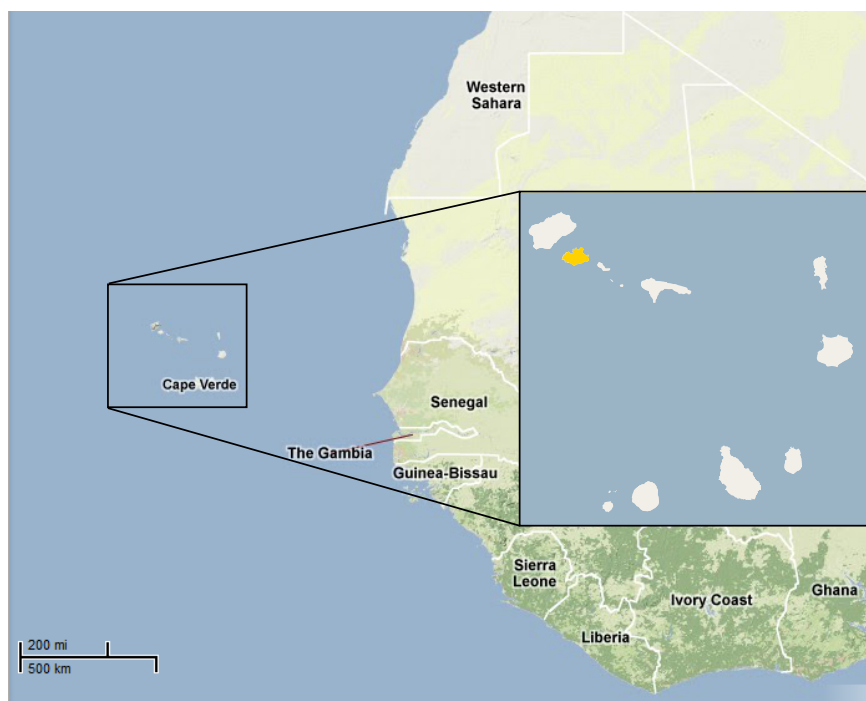 Western
Sahara
Cape Verde
Senegal
The Gambia
Guinea-Bissau
Sierra
Leone
Ivory Coast
Ghana
Liberia
200 mi
500 km